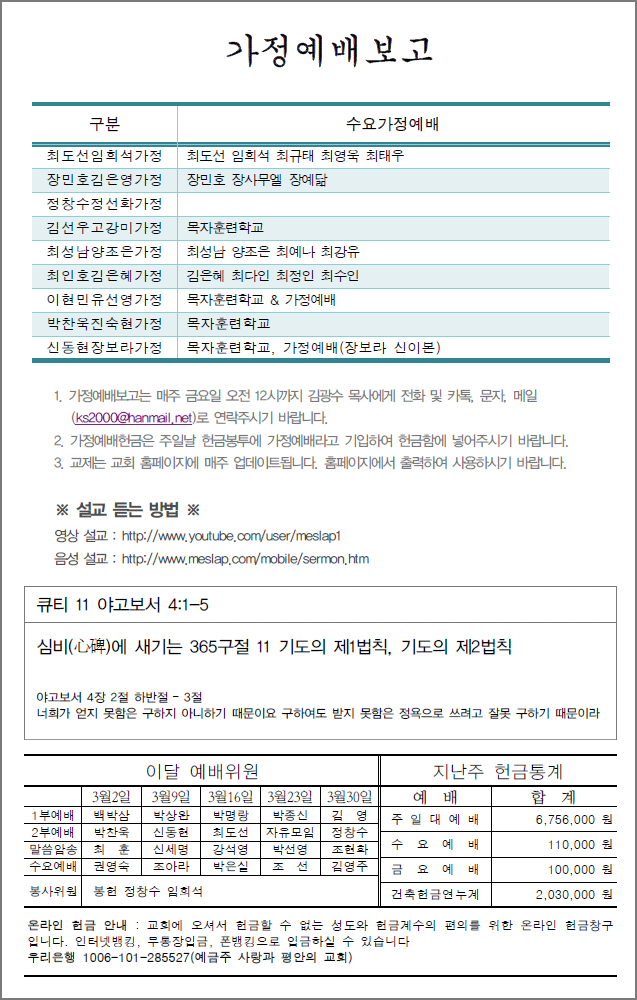 가정예배보고
구분 수요가정예배
최도선임희석가정 최도선 임희석 최규태 최영욱 최태우
장민호김은영가정 장민호 장사무엘 장예닮
정창수정선화가정
김선우고강미가정 목자훈련학교
최성남양조은가정 최성남 양조은 최예나 최강유
최인호김은혜가정 김은혜 최다인 최정인 최수인
이현민유선영가정 목자훈련학교 & 가정예배
박찬욱진숙현가정 목자훈련학교
신동현장보라가정 목자훈련학교, 가정예배(장보라 신이본)
1. 가정예배보고는 매주 금요일 오전 12시까지 김광수 목사에게 전화 및 카톡, 문자, 메일
(ks2000@hanmail.net)로 연락주시기 바랍니다.
2. 가정예배헌금은 주일날 헌금봉투에 가정예배라고 기입하여 헌금함에 넣어주시기 바랍니다.
3. 교제는 교회 홈페이지에 매주 업데이트됩니다. 홈페이지에서 출력하여 사용하시기 바랍니다.
※ 설교 듣는 방법 ※
영상 설교 : http://www.youtube.com/user/meslap1
음성 설교 : http://www.meslap.com/mobile/sermon.htm
큐티 11 야고보서 4:1-5
심비(心碑)에 새기는 365구절 11 기도의 제1법칙, 기도의 제2법칙
야고보서 4장 2절 하반절 - 3절
너희가 얻지 못함은 구하지 아니하기 때문이요 구하여도 받지 못함은 정욕으로 쓰려고 잘못 구하기 때문이라
이달 예배위원
3월2일 3월9일 3월16일 3월23일 3월30일
1부예배 백박삼 박상완 박명랑 박종신 김 영
2부예배 박찬욱 신동현 최도선 자유모임 정창수
말씀암송 최 훈 신세명 강석영 박선영 조현화
수요예배 권영숙 조아라 박은실 조 선 김영주
봉사위원 봉헌 정창수 임희석
지난주 헌금통계
예 배 합 계
주일대예배 6,756,000 원
수 요 예 배 110,000 원
금 요 예 배 100,000 원
건축헌금연누계 2,030,000 원
온라인 헌금 안내 : 교회에 오셔서 헌금할 수 없는 성도와 헌금계수의 편의를 위한 온라인 헌금창구
입니다. 인터넷뱅킹, 무통장입금, 폰뱅킹으로 입금하실 수 있습니다
우리은행 1006-101-285527(예금주 사랑과 평안의 교회)